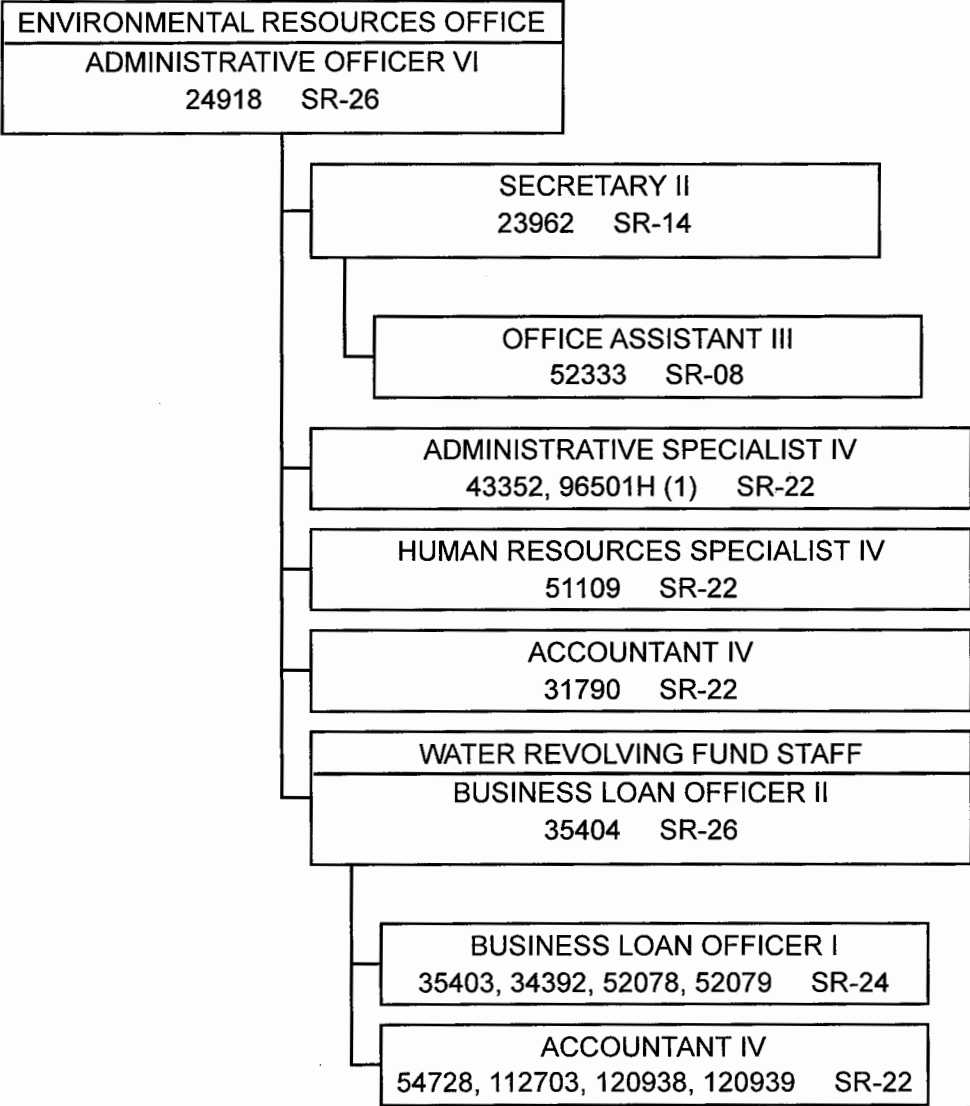 ENVIRONMENTAL RESOURCES OFFICE
ADMINISTRATIVE OFFICER VI
24918 SR-26
SECRETARY II
23962 SR-14
OFFICE ASSISTANT III
52333 SR-08
ADMINISTRATIVE SPECIALIST IV
43352, 96501H (1) SR-22
HUMAN RESOURCES SPECIALIST IV
51109 SR-22
ACCOUNTANT IV
31790 SR-22
WATER REVOLVING FUND STAFF
BUSINESS LOAN OFFICER II
35404 SR-26
BUSINESS LOAN OFFICER I
35403, 34392, 52078, 52079 SR-24
ACCOUNTANT IV
54728, 112703, 120938, 120939 SR-22